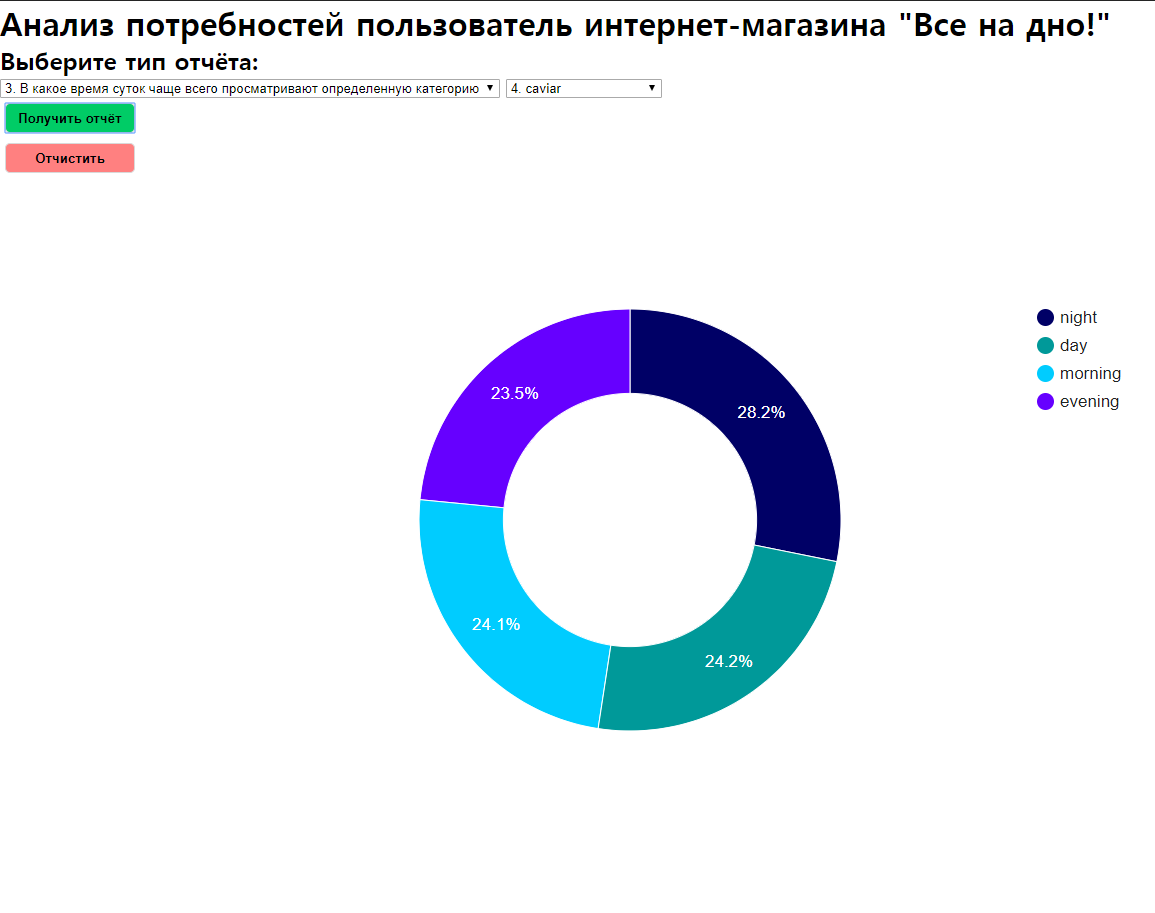 Анализ потребностей пользователь интернет-магазина "Все на дно!"
Выберите тип отчёта:
3. В какое время суток чаще всего просматривают определенную категорию 4. caviar
Получить отчёт
Отчистить
night
day
morning
evening
23.5%
28.2%
24.1%
24.2%